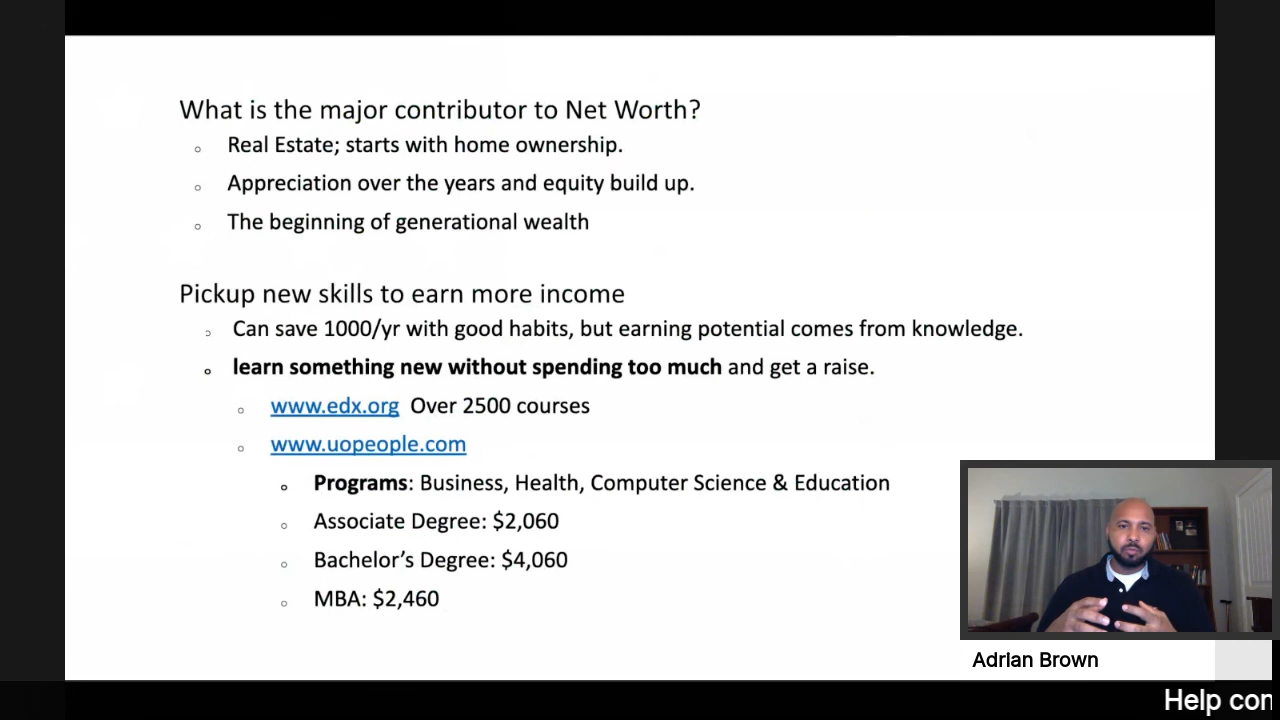 What is the major contributor to Net Worth?
Real Estate; starts with home ownership.
Appreciation over the years and equity build up.
The beginning of generational wealth
Pickup new skills to earn more income
Can save 1000/yr with good habits, but earning potential comes from knowledge.
learn something new without spending too much and get a raise.
www.edx.org Over 2500 courses
www.uopeople.com
Programs: Business, Health, Computer Science & Education
Associate Degree: $2,060
Bachelor’s Degree: $4,060
MBA: $2,460
Adrian Brown
Help con